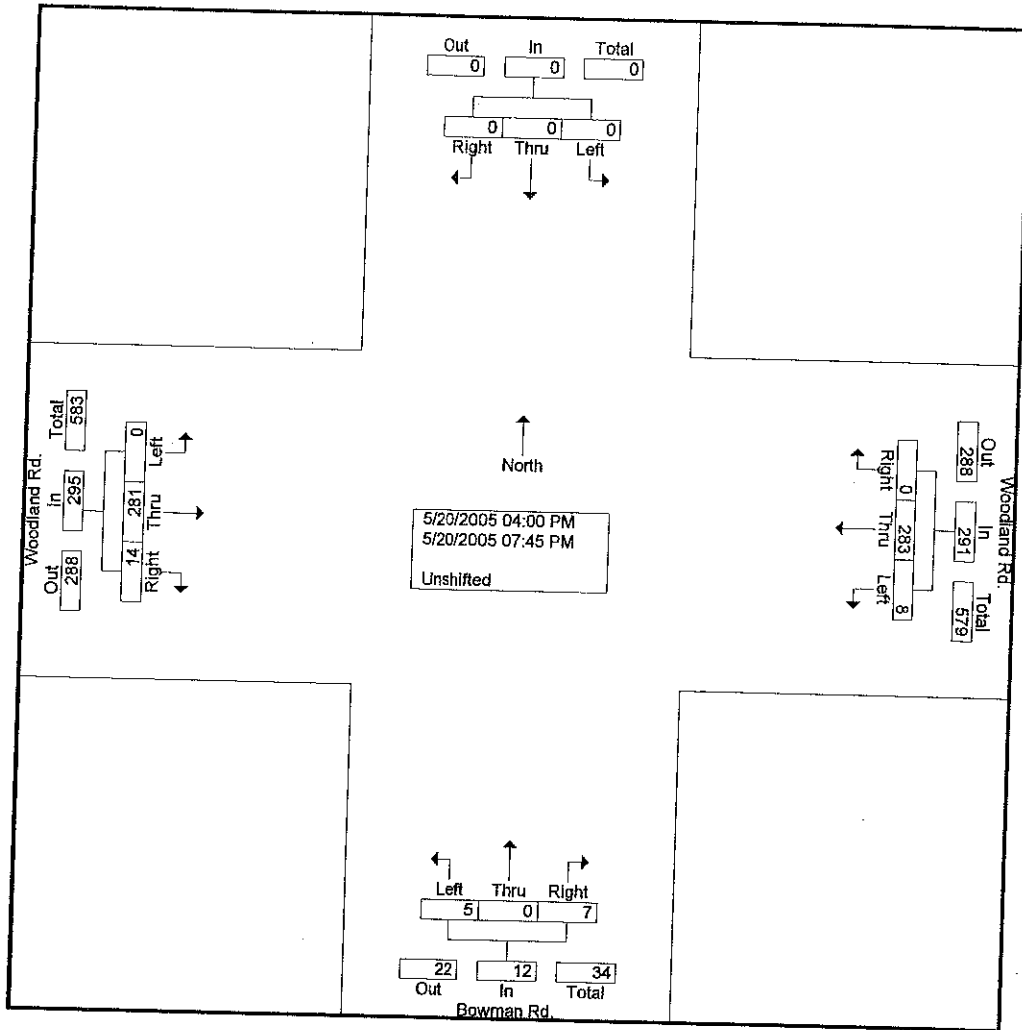 Out In Total
0 0 0
0 0 0
Right Thru Left
Woodland Rd.
Total In Out
583 295 288
0 281 14
Left Thru Right
North
5/20/2005 04:00 PM
5/20/2005 07:45 PM
Unshifted
Woodland Rd.
Out In Total
288 291 579
0 283 8
Right Thru Left
Left Thru Right
5 0 7
22 12 34
Out In Total
Bowman Rd.